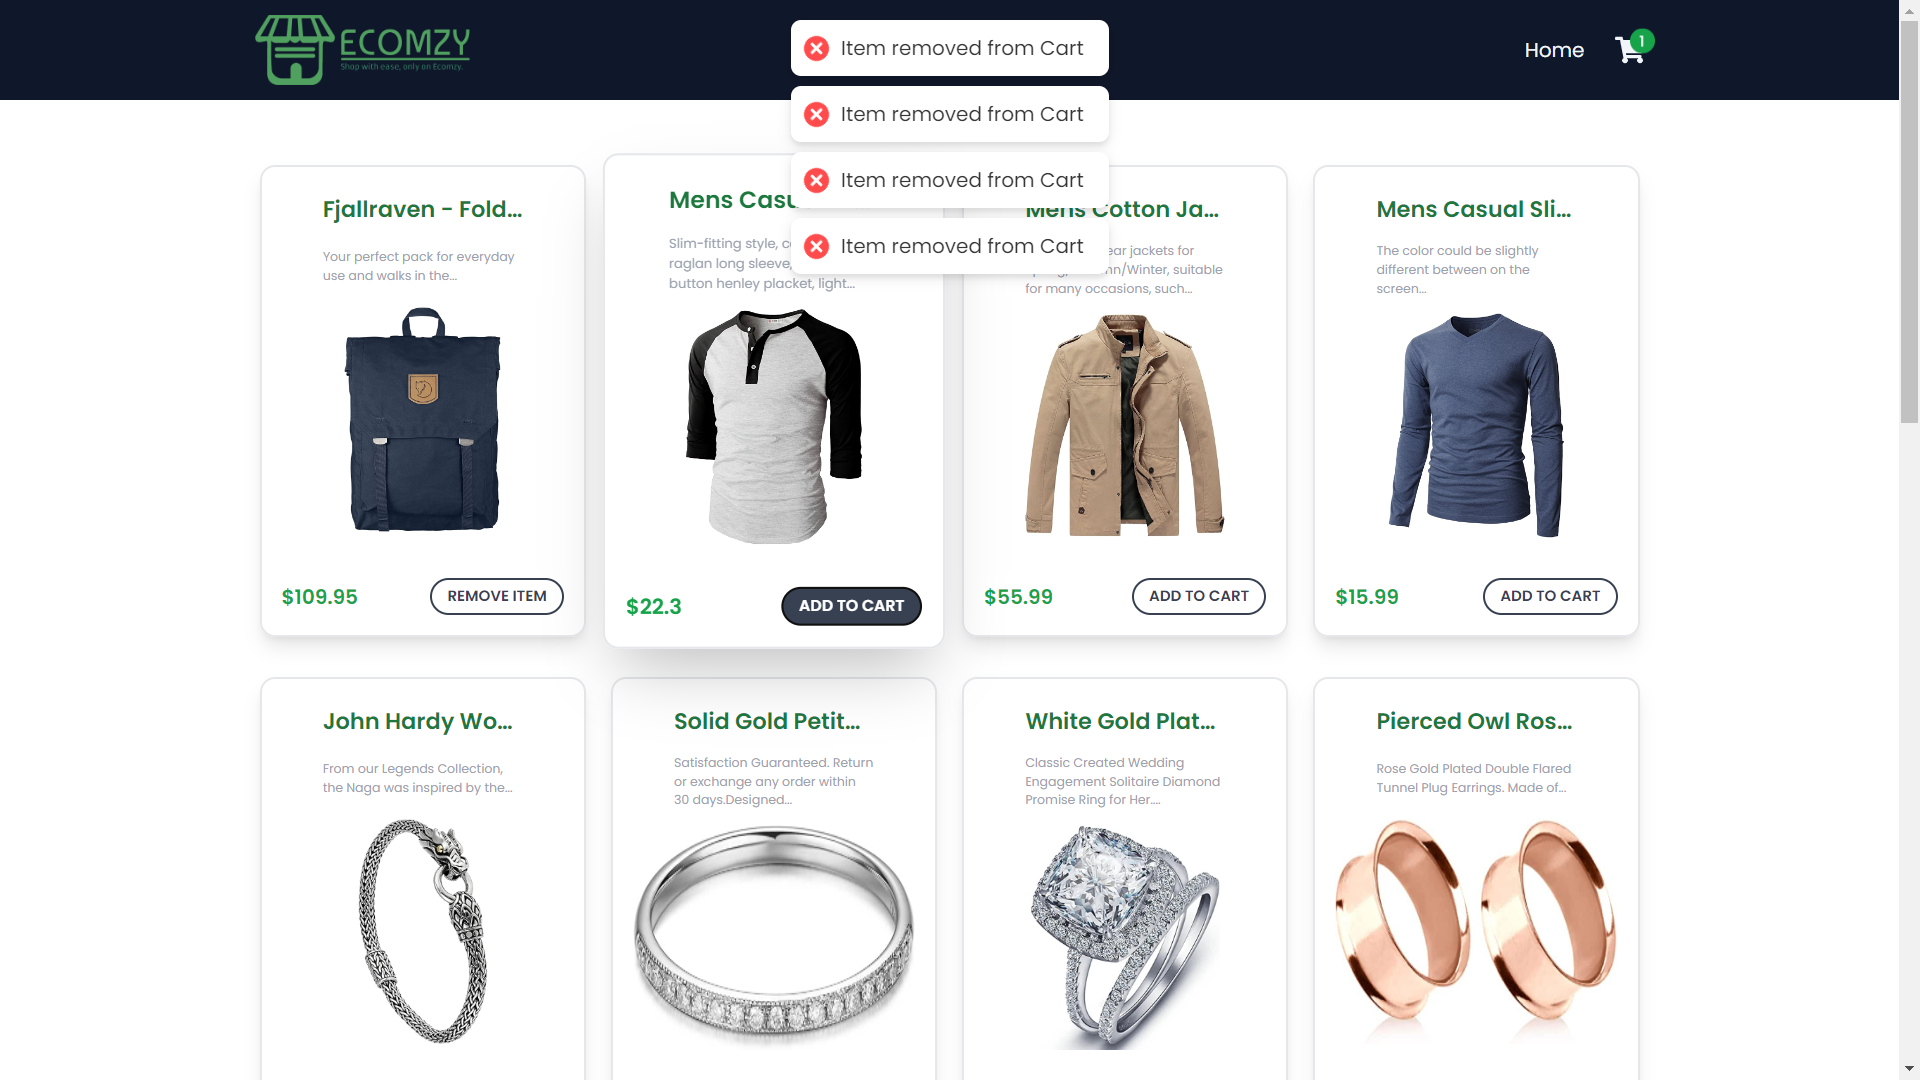 ECOMZY
Shop with ease, only on Ecomzy.
Home
1
Item removed from Cart
Item removed from Cart
Item removed from Cart
Item removed from Cart
Fjallraven - Fold...
Your perfect pack for everyday
use and walks in the...
$109.95
REMOVE ITEM
Mens Casu
Slim-fitting style, c
raglan long sleeve,
button henley placket, light...
$22.3
ADD TO CART
Mens Cotton Ja...
ear jackets for
n/Winter, suitable
for many occasions, such...
$55.99
ADD TO CART
Mens Casual Sli...
The color could be slightly
different between on the
screen...
$15.99
ADD TO CART
John Hardy Wo...
From our Legends Collection,
the Naga was inspired by the...
Solid Gold Petit...
Satisfaction Guaranteed. Return
or exchange any order within
30 days.Designed...
White Gold Plat...
Classic Created Wedding
Engagement Solitaire Diamond
Promise Ring for Her....
Pierced Owl Ros...
Rose Gold Plated Double Flared
Tunnel Plug Earrings. Made of...